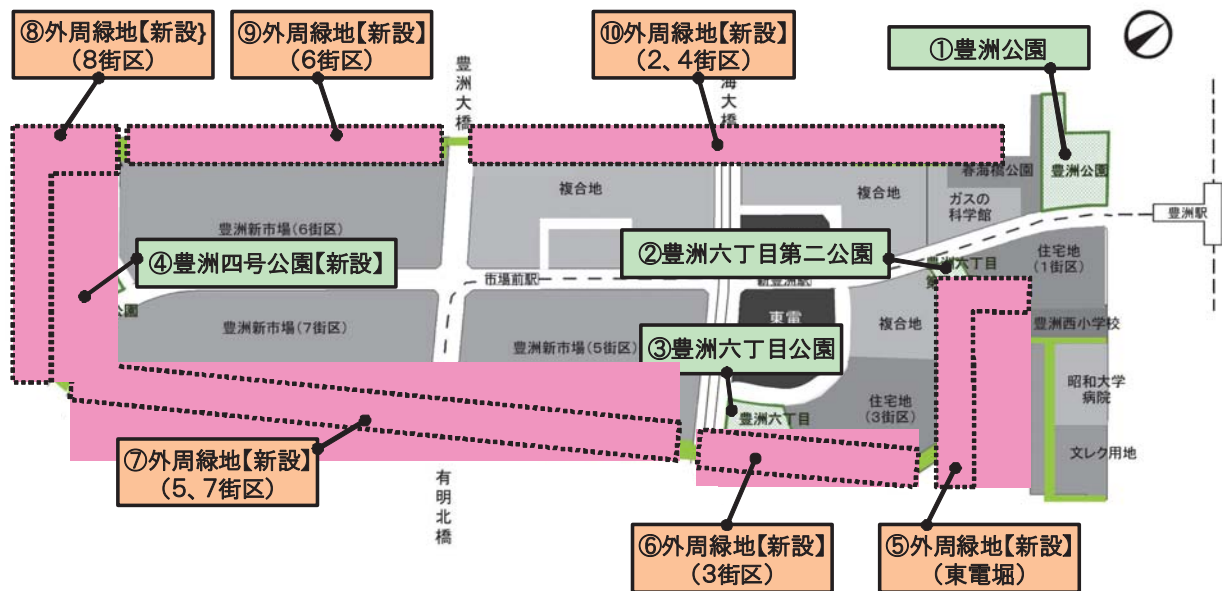 ⑧外周緑地【新設}
(8街区)
⑨外周緑地【新設】
(6街区)
⑩外周緑地【新設】
(2、4街区)
①豊洲公園
豊洲大橋
海大橋
春海橋公園
豊洲公園
複合地
複合地
ガスの
科学館
豊洲駅
豊洲新市場(6街区)
④豊洲四号公園【新設】
②豊洲六丁目第二公園
豊洲六丁目
住宅地
(1街区)
市場前駅
新豊洲駅
公園
東電
複合地
豊洲西小学校
豊洲新市場(7街区)
豊洲新市場(5街区)
③豊洲六丁目公園
昭和大学
病院
住宅地
(3街区)
豊洲六丁目
文レク用地
⑦外周緑地【新設】
(5、7街区)
有明北橋
⑥外周緑地【新設】
(3街区)
⑤外周緑地【新設】
(東電堀)